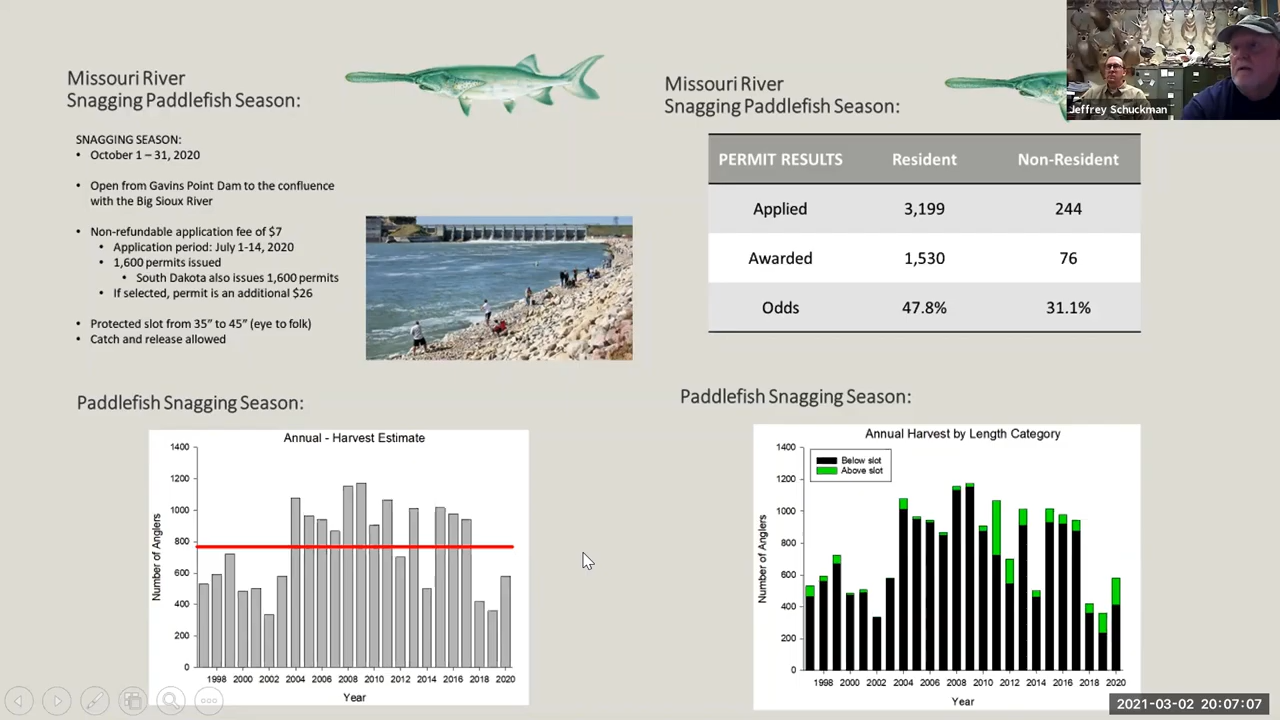 Missouri River
Snagging Paddlefish Season:
SNAGGING SEASON:
• October 1 – 31, 2020
• Open from Gavins Point Dam to the confluence
with the Big Sioux River
• Non-refundable application fee of $7
• Application period: July 1-14, 2020
• 1,600 permits issued
• South Dakota also issues 1,600 permits
• If selected, permit is an additional $26
• Protected slot from 35” to 45” (eye to folk)
• Catch and release allowed
Missouri River
Snagging Paddlefish Season:
Jeffrey Schuckman
PERMIT RESULTS Resident Non-Resident
Applied 3,199 244
Awarded 1,530 76
Odds 47.8% 31.1%
Paddlefish Snagging Season:
Annual - Harvest Estimate
Number of Anglers
1400
1200
1000
800
600
400
200
0
1998 2000 2002 2004 2006 2008 2010 2012 2014 2016 2018 2020
Year
Paddlefish Snagging Season:
Annual Harvest by Length Category
Below slot
Above slot
Number of Anglers
1400
1200
1000
800
600
400
200
0
1998 2000 2002 2004 2006 2008 2010 2012 2014 2016 2018 2020
Year
2021-03-02 20:07:07